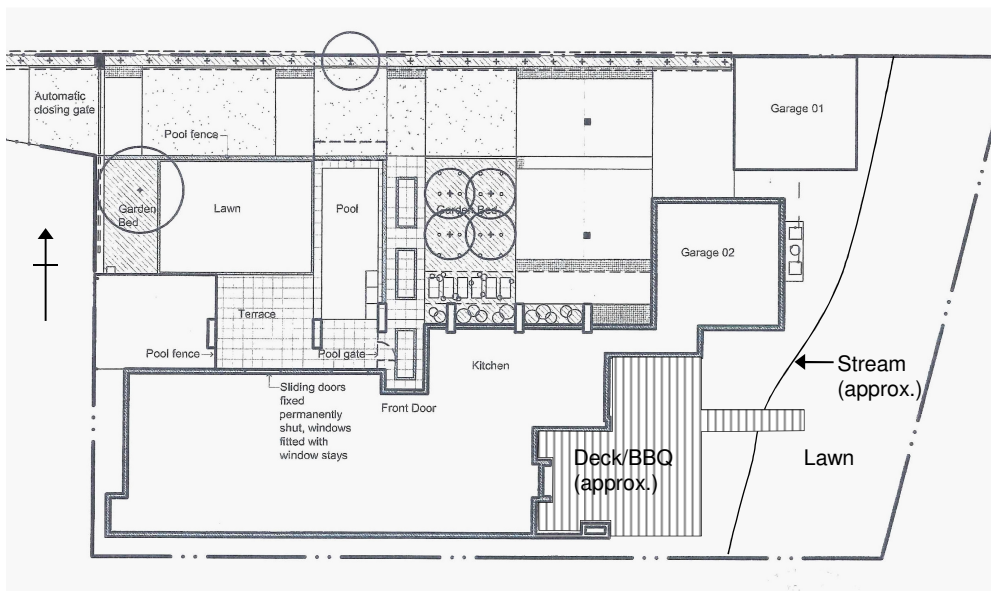 Automatic
closing gate
Garage 01
Pool fence
Garden
Bed
Lawn
Pool
Garden Bed
Garage 02
Terrace
Pool fence
Pool gate
Kitchen
Stream
(approx.)
Sliding doors
fixed
permanently
shut, windows
fitted with
window stays
Front Door
Deck/BBQ
(approx.)
Lawn